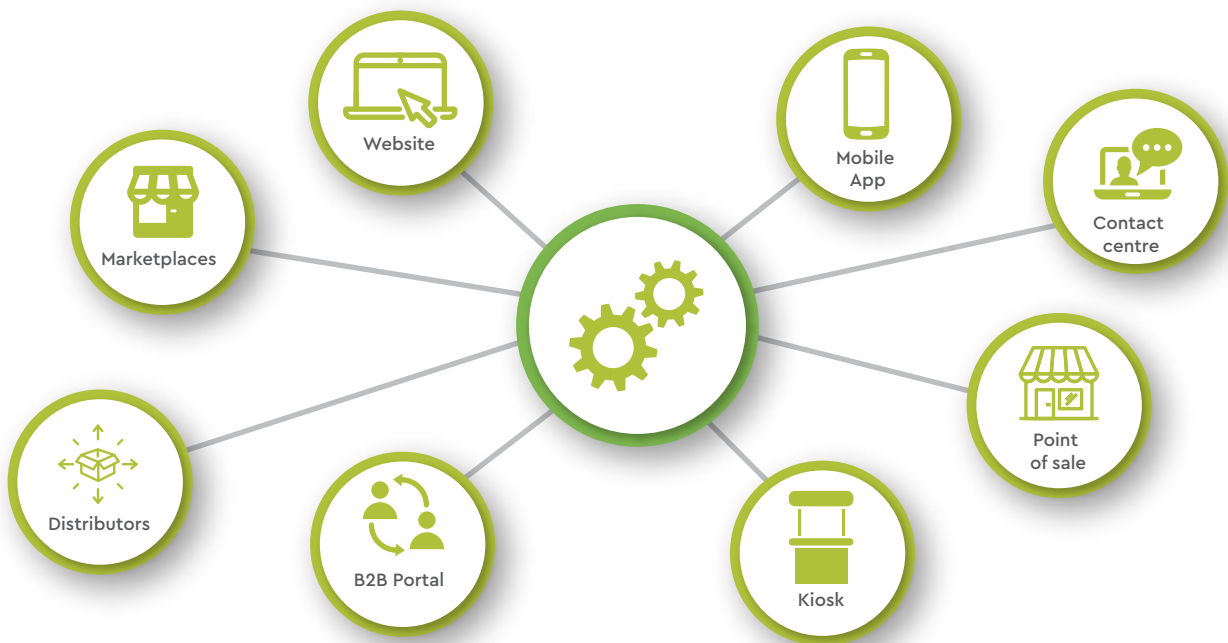 Website
Mobile
App
Marketplaces
Contact
centre
Point
of sale
Distributors
B2B Portal
Kiosk